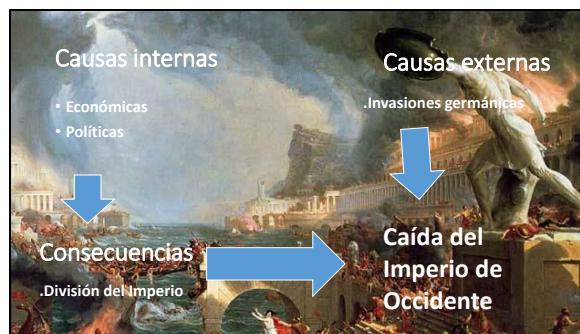 Causas internas
• Económicas
• Políticas
Causas externas
.Invasiones germánicas
Consecuencias
.División del Imperio
Caída del
Imperio de
Occidente